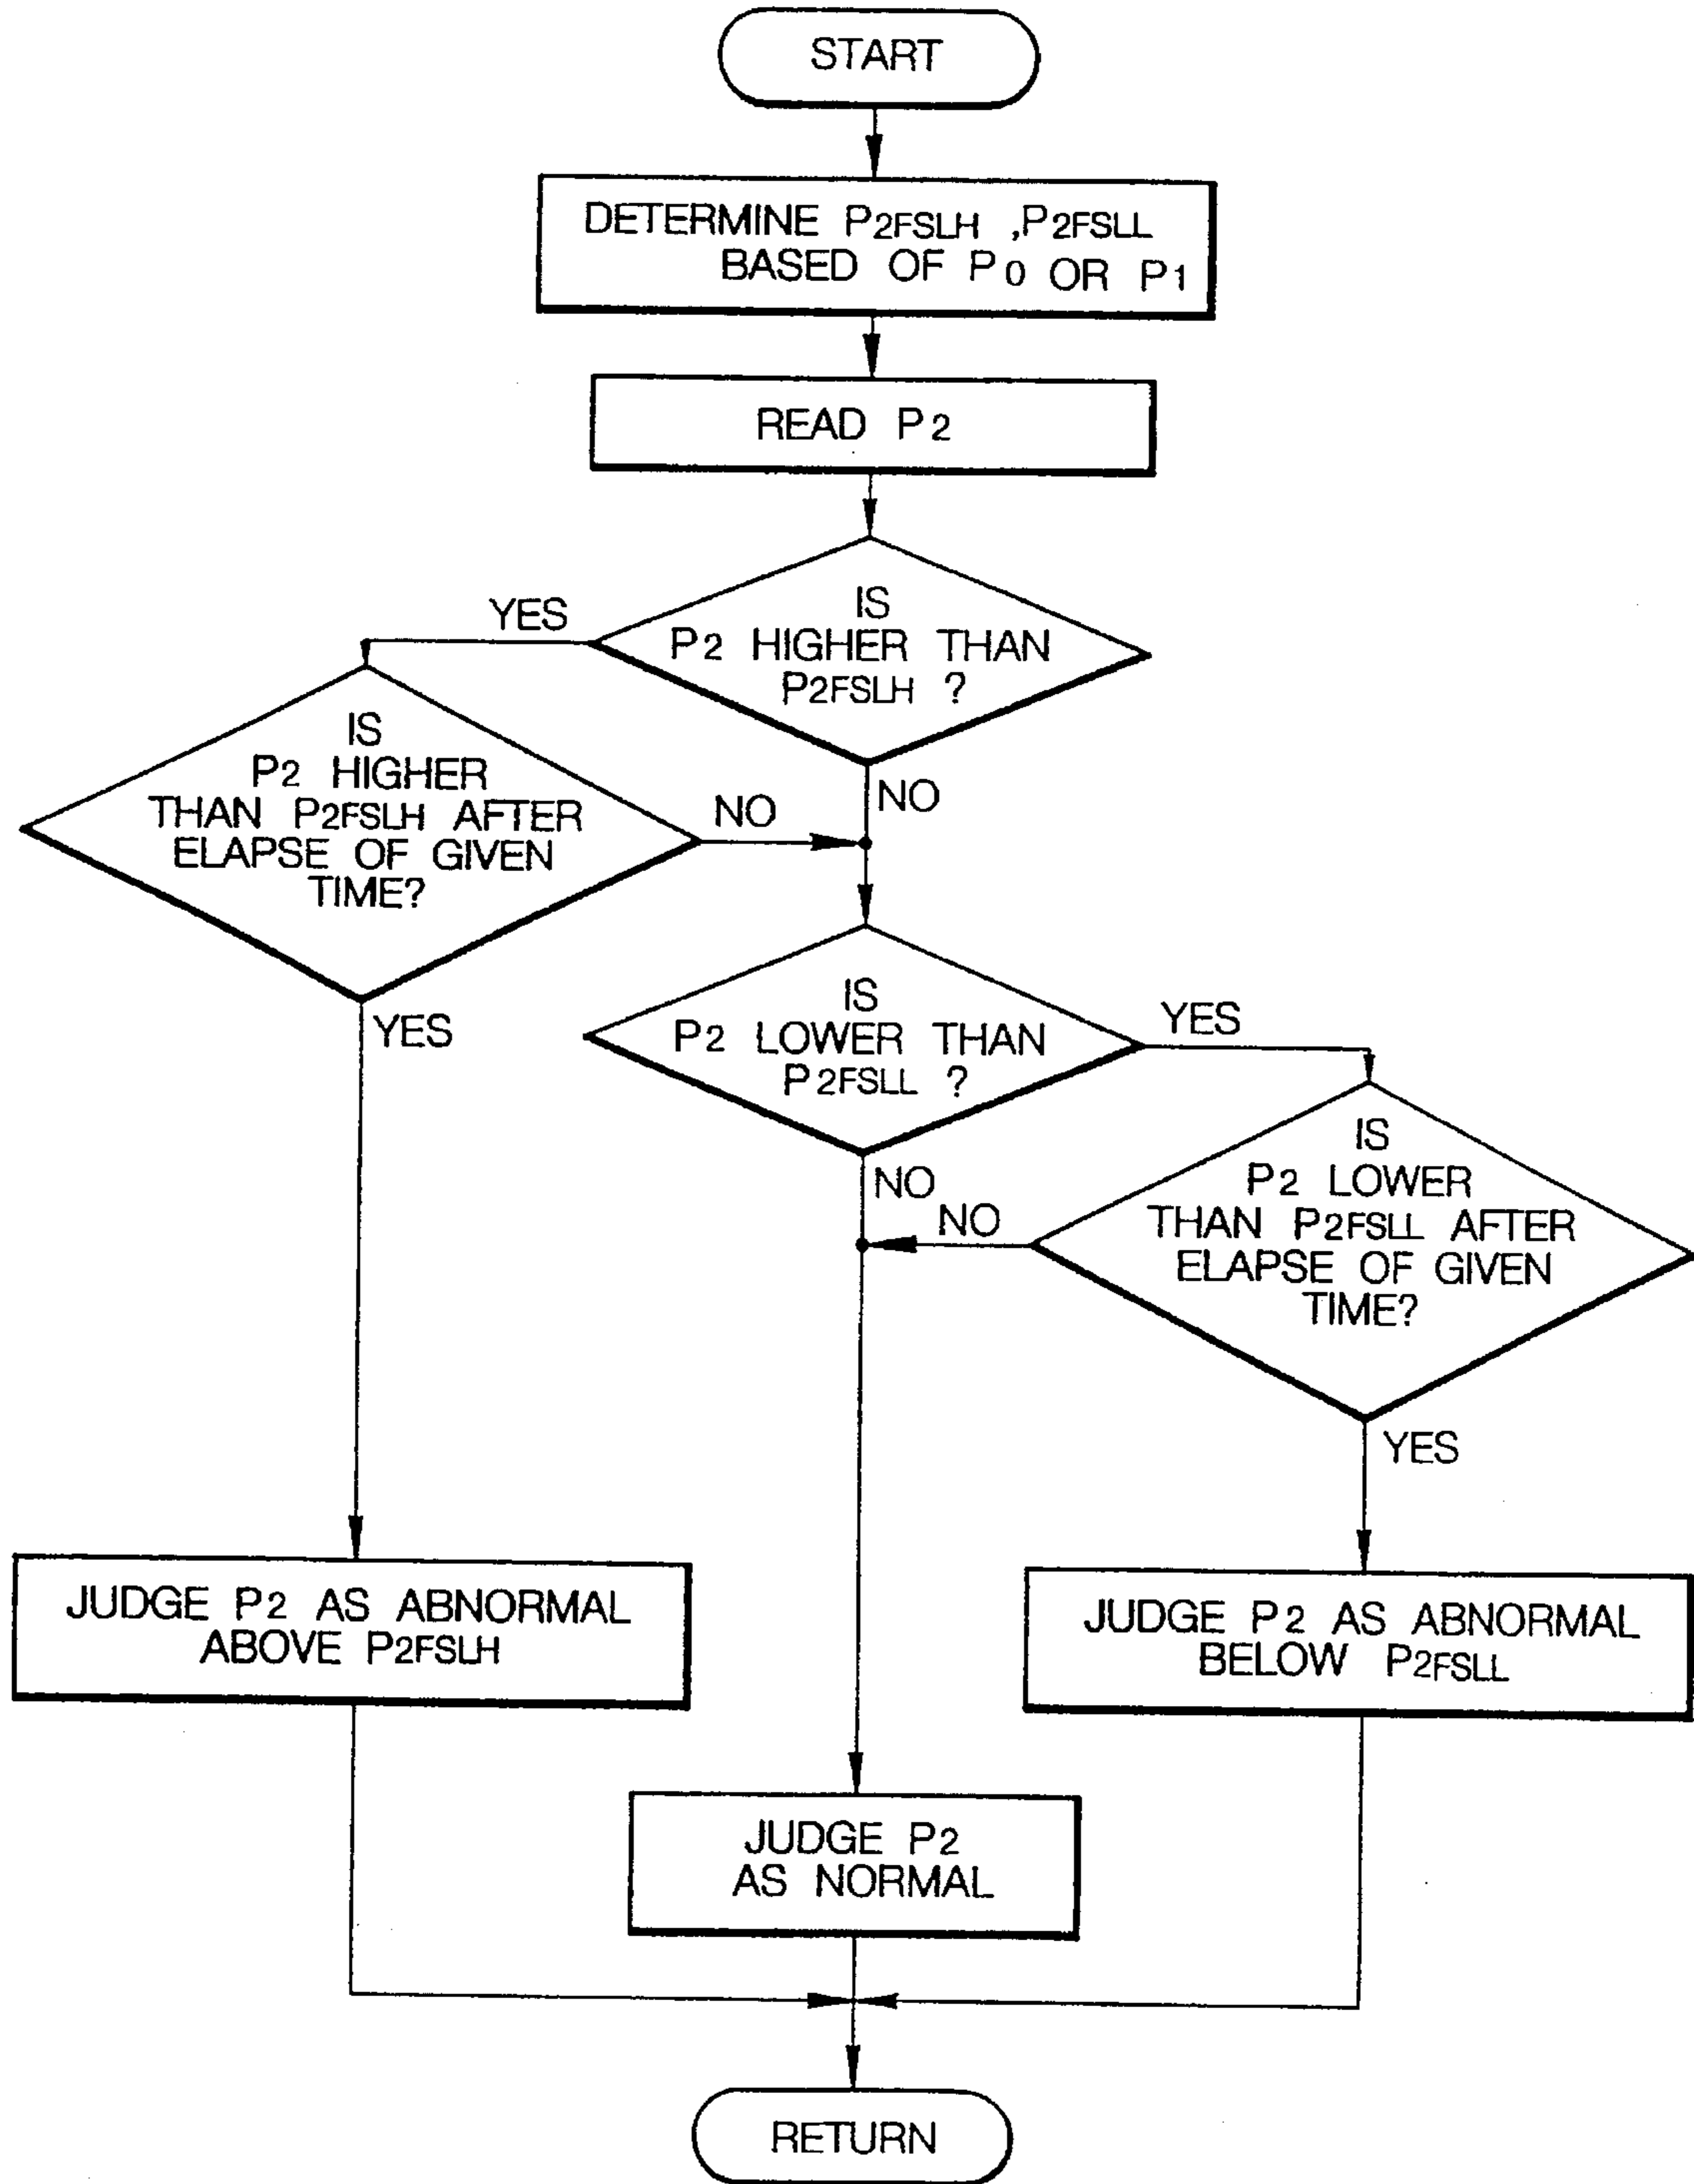 START
DETERMINE P2FSLH ,P2FSLL
BASED OF P0 OR P1
READ P2
IS
P2 HIGHER THAN
P2FSLH ?
YES
NO
IS
P2 HIGHER
THAN P2FSLH AFTER
ELAPSE OF GIVEN
TIME?
NO
YES
IS
P2 LOWER THAN
P2FSLL ?
YES
NO
IS
P2 LOWER
THAN P2FSLL AFTER
ELAPSE OF GIVEN
TIME?
NO
YES
JUDGE P2 AS ABNORMAL
ABOVE P2FSLH
JUDGE P2 AS ABNORMAL
BELOW P2FSLL
JUDGE P2
AS NORMAL
RETURN